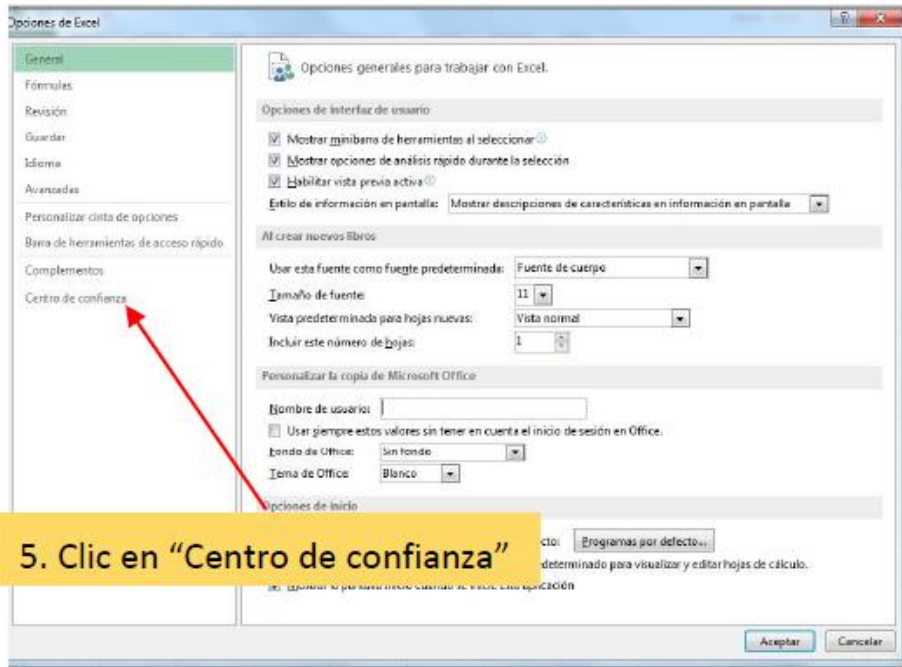 Opciones de Excel
General
Fórmulas
Revisión
Guardar
Idioma
Avanzadas
Personalizar cinta de opciones
Barra de herramientas de acceso rápido
Complementos
Centro de confianza
Opciones generales para trabajar con Excel.
Opciones de interfaz de usuario
Mostrar minibarra de herramientas al seleccionar
Mostrar opciones de análisis rápido durante la selección
Habilitar vista previa activa
Estilo de información en pantalla: Mostrar descripciones de características en información en pantalla
Al crear nuevos libros
Usar esta fuente como fuente predeterminada: Fuente de cuerpo
Tamaño de fuente: 11
Vista predeterminada para hojas nuevas: Vista normal
Incluir este número de hojas: 1
Personalizar la copia de Microsoft Office
Nombre de usuario:
Usar siempre estos valores sin tener en cuenta el inicio de sesión en Office.
Fondo de Office: Sin fondo
Tema de Office: Blanco
Opciones de inicio
cto: Programas por defecto...
determinado para visualizar y editar hojas de cálculo.
5. Clic en “Centro de confianza”
Aceptar Cancelar